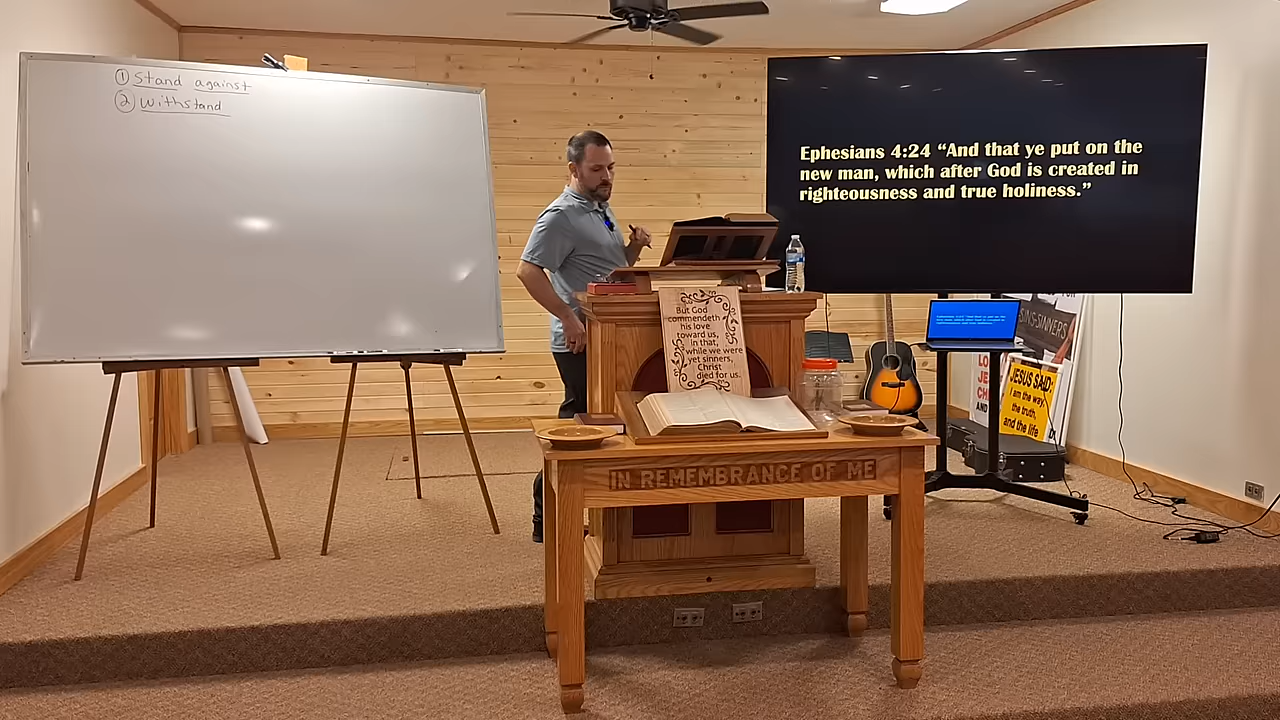 ① Stand against
② Withstand
Ephesians 4:24 “And that ye put on the
new man, which after God is created in
righteousness and true holiness.”
But God
commendeth
his love
toward us,
in that,
while we were
yet sinners,
Christ
died for us.
IN REMEMBRANCE OF ME
SINS SINNERS
JESUS SAID:
I am the way,
the truth,
and the life